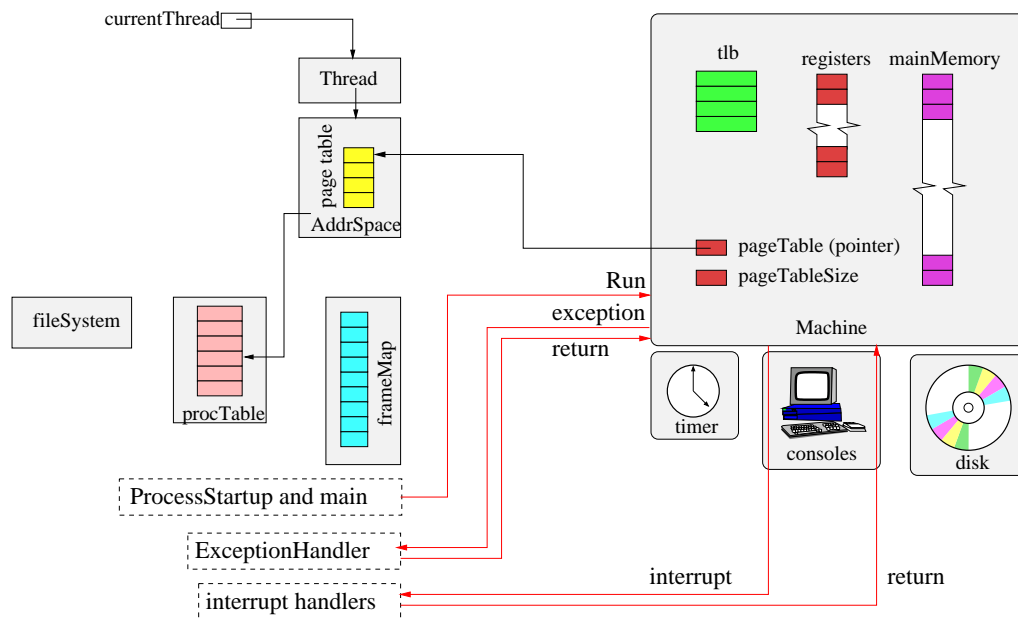 currentThread
Thread
page table
AddrSpace
tlb
registers
mainMemory
pageTable (pointer)
pageTableSize
Machine
Run
exception
return
fileSystem
procTable
frameMap
timer
consoles
disk
ProcessStartup and main
ExceptionHandler
interrupt handlers
interrupt
return